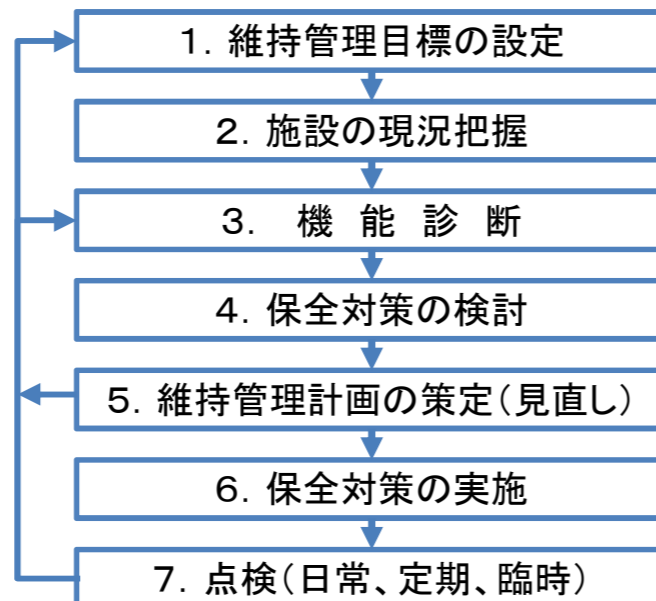 １．維持管理目標の設定
２．施設の現況把握
３．　機　能　診　断
４．保全対策の検討
５．維持管理計画の策定（見直し）
６．保全対策の実施
７．点検（日常、定期、臨時）